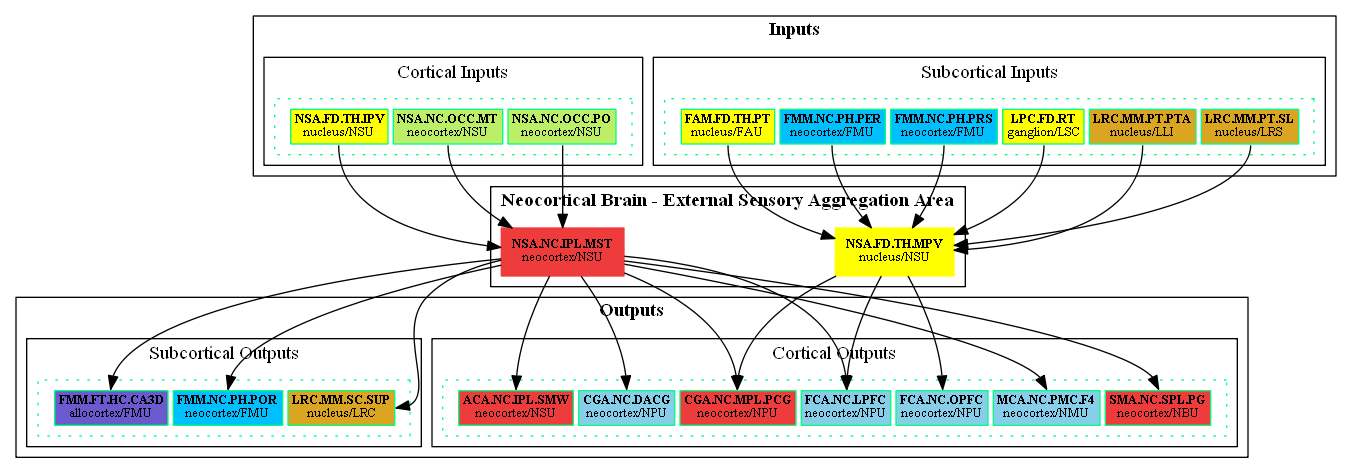 Inputs
Cortical Inputs
Subcortical Inputs
NSA.FD.TH.IPV
nucleus/NSU
NSA.NC.OCC.MT
neocortex/NSU
NSA.NC.OCC.PO
neocortex/NSU
FAM.FD.TH.PT
nucleus/FAU
FMM.NC.PH.PER
neocortex/FMU
FMM.NC.PH.PRS
neocortex/FMU
LPC.FD.RT
ganglion/LSC
LRC.MM.PT.PTA
nucleus/LLI
LRC.MM.PT.SL
nucleus/LRS
Neocortical Brain - External Sensory Aggregation Area
NSA.NC.IPL.MST
neocortex/NSU
NSA.FD.TH.MPV
nucleus/NSU
Outputs
Subcortical Outputs
Cortical Outputs
FMM.FT.HC.CA3D
allocortex/FMU
FMM.NC.PH.POR
neocortex/FMU
LRC.MM.SC.SUP
nucleus/LRC
ACA.NC.IPL.SMW
neocortex/NSU
CGA.NC.DACG
neocortex/NPU
CGA.NC.MPL.PCG
neocortex/NPU
FCA.NC.LPFC
neocortex/NPU
FCA.NC.OPFC
neocortex/NPU
MCA.NC.PMC.F4
neocortex/NMU
SMA.NC.SPL.PG
neocortex/NBU